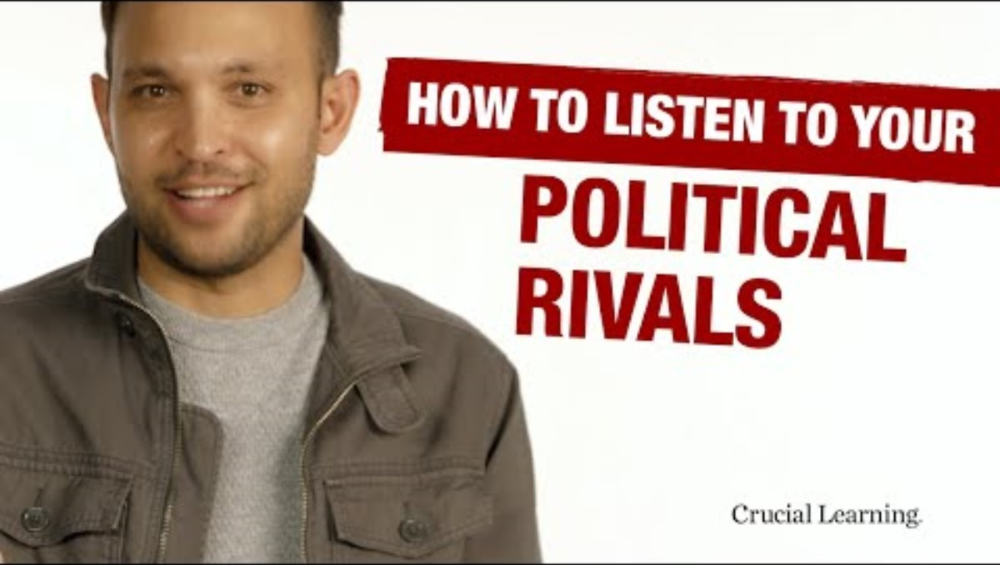 HOW TO LISTEN TO YOUR
POLITICAL
RIVALS
Crucial Learning.